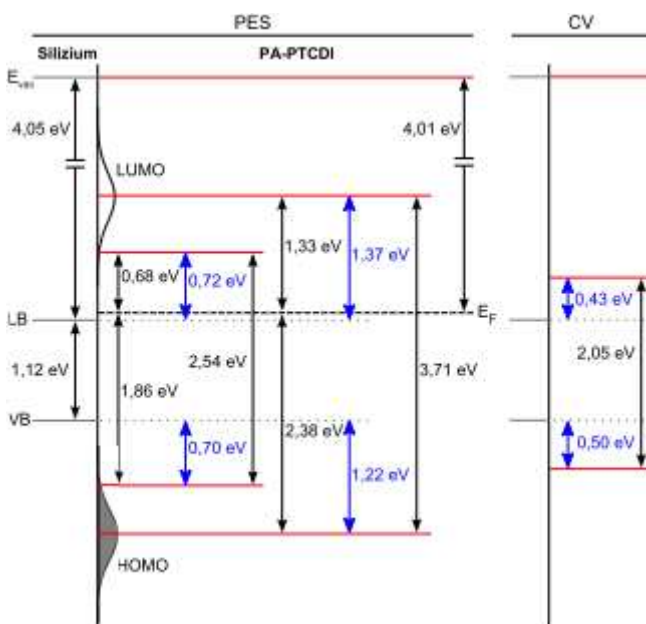 PES
CV
Silizium
PA-PTCDI
E_vac
4,05 eV
4,01 eV
LUMO
1,33 eV
1,37 eV
0,68 eV
0,72 eV
0,43 eV
LB
E_F
2,54 eV
2,05 eV
1,12 eV
1,86 eV
3,71 eV
VB
2,38 eV
0,70 eV
0,50 eV
1,22 eV
HOMO